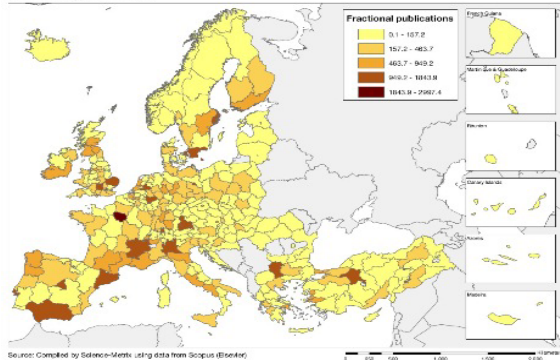 Fractional publications
0.1 - 157.2
157.2 - 463.7
463.7 - 949.2
949.2 - 1843.9
1843.9 - 2997.4
French Guiana
Martinique & Guadeloupe
Réunion
Canary Islands
Azores
Madeira
Source: Compiled by Science-Metrix using data from Scopus (Elsevier)